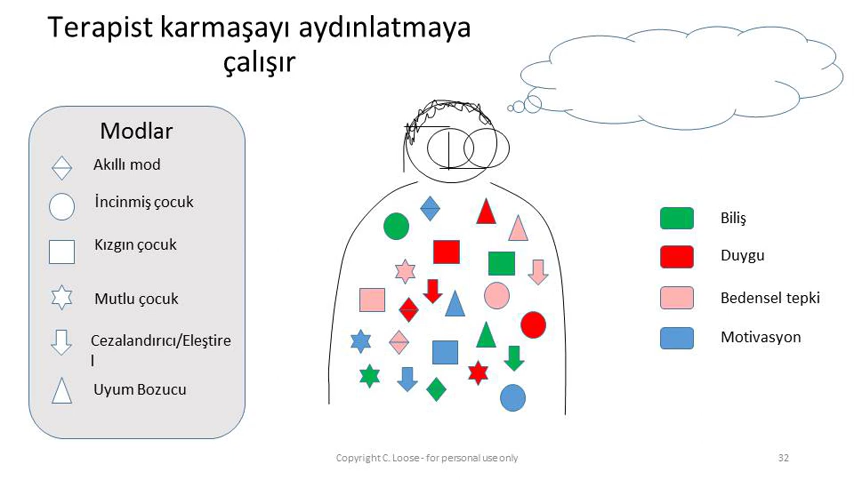 Terapist karmaşayı aydınlatmaya
çalışır
Modlar
Akıllı mod
İncinmiş çocuk
Kızgın çocuk
Mutlu çocuk
Cezalandırıcı/Eleştire
l
Uyum Bozucu
Biliş
Duygu
Bedensel tepki
Motivasyon
Copyright C. Loose - for personal use only
32